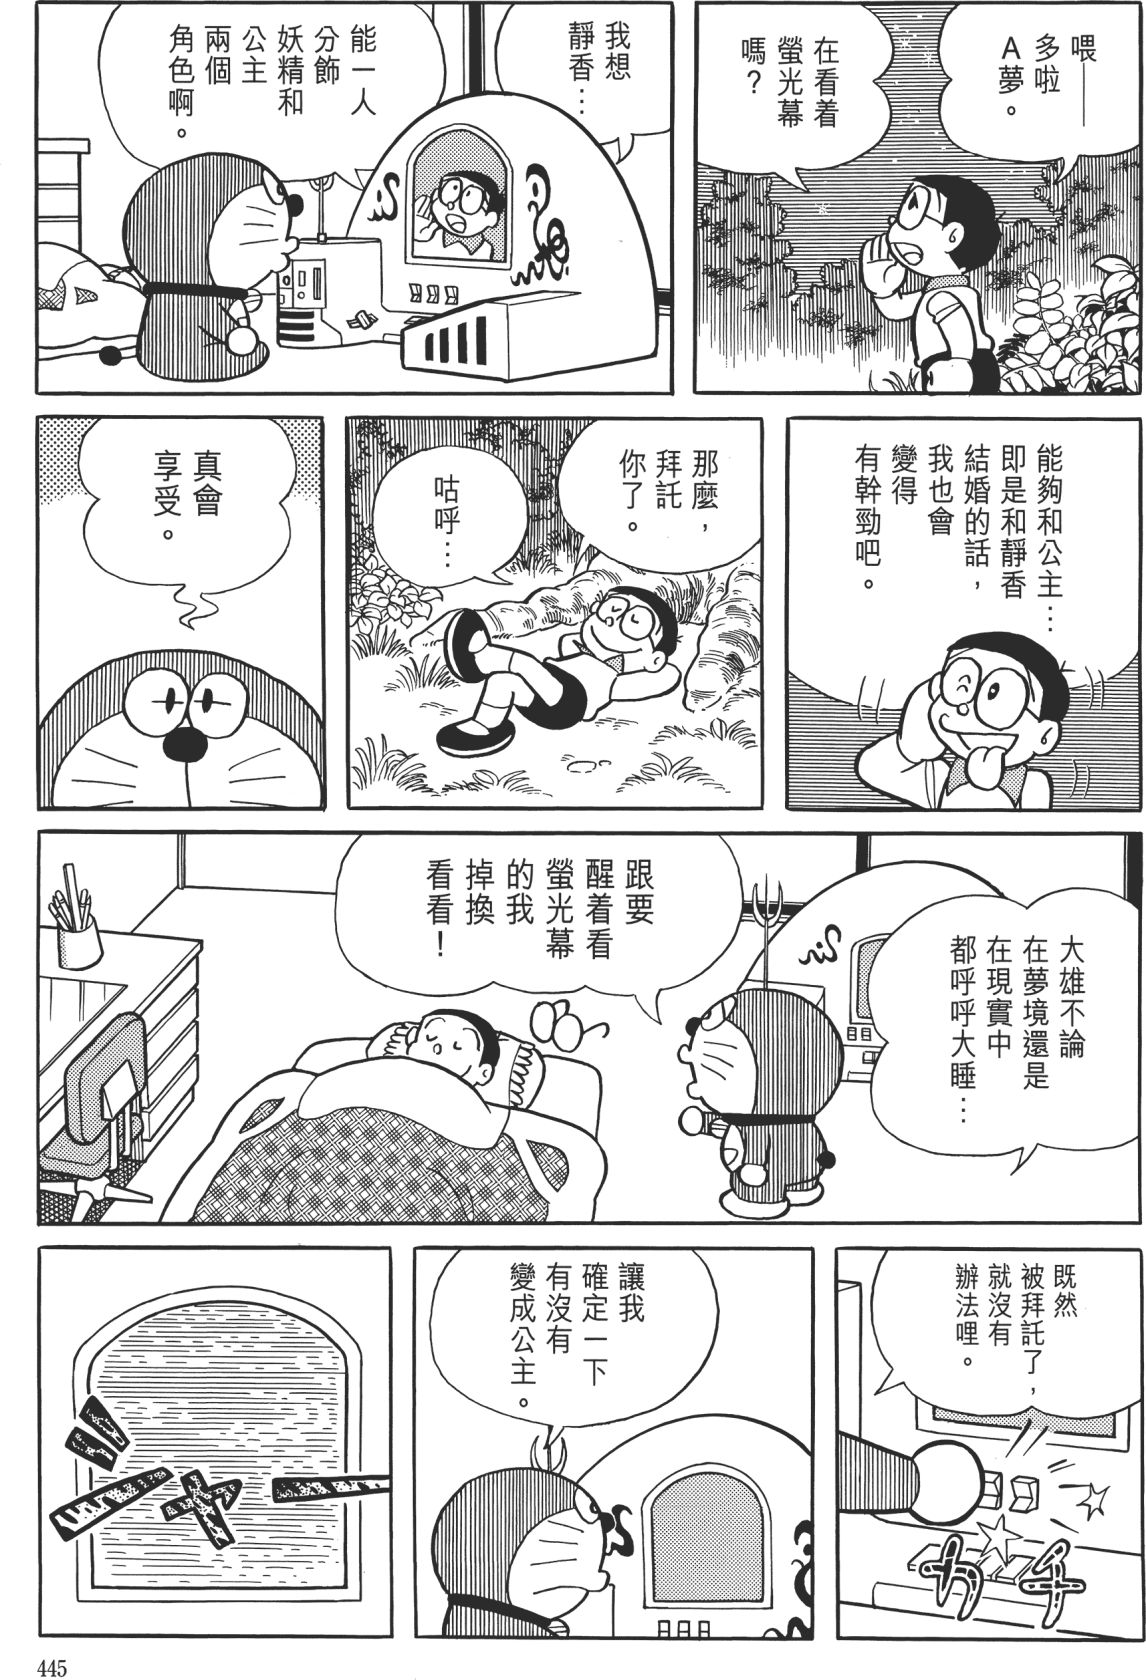 喂——
多啦
A夢。
在看着
螢光幕
嗎？
我想
靜香…
能一人
分飾
妖精和
公主
兩個
角色啊。
能夠和公主…
即是和靜香
結婚的話，
我也會
變得
有幹勁吧。
那麼，
拜託
你了。
咕呼…
真會
享受。
大雄不論
在夢境還是
在現實中
都呼呼大睡…
跟要
醒着看
螢光幕
的我
掉換
看看！
既然
被拜託了，
就沒有
辦法哩。
カチ
讓我
確定一下
有沒有
變成公主。
パチー
445